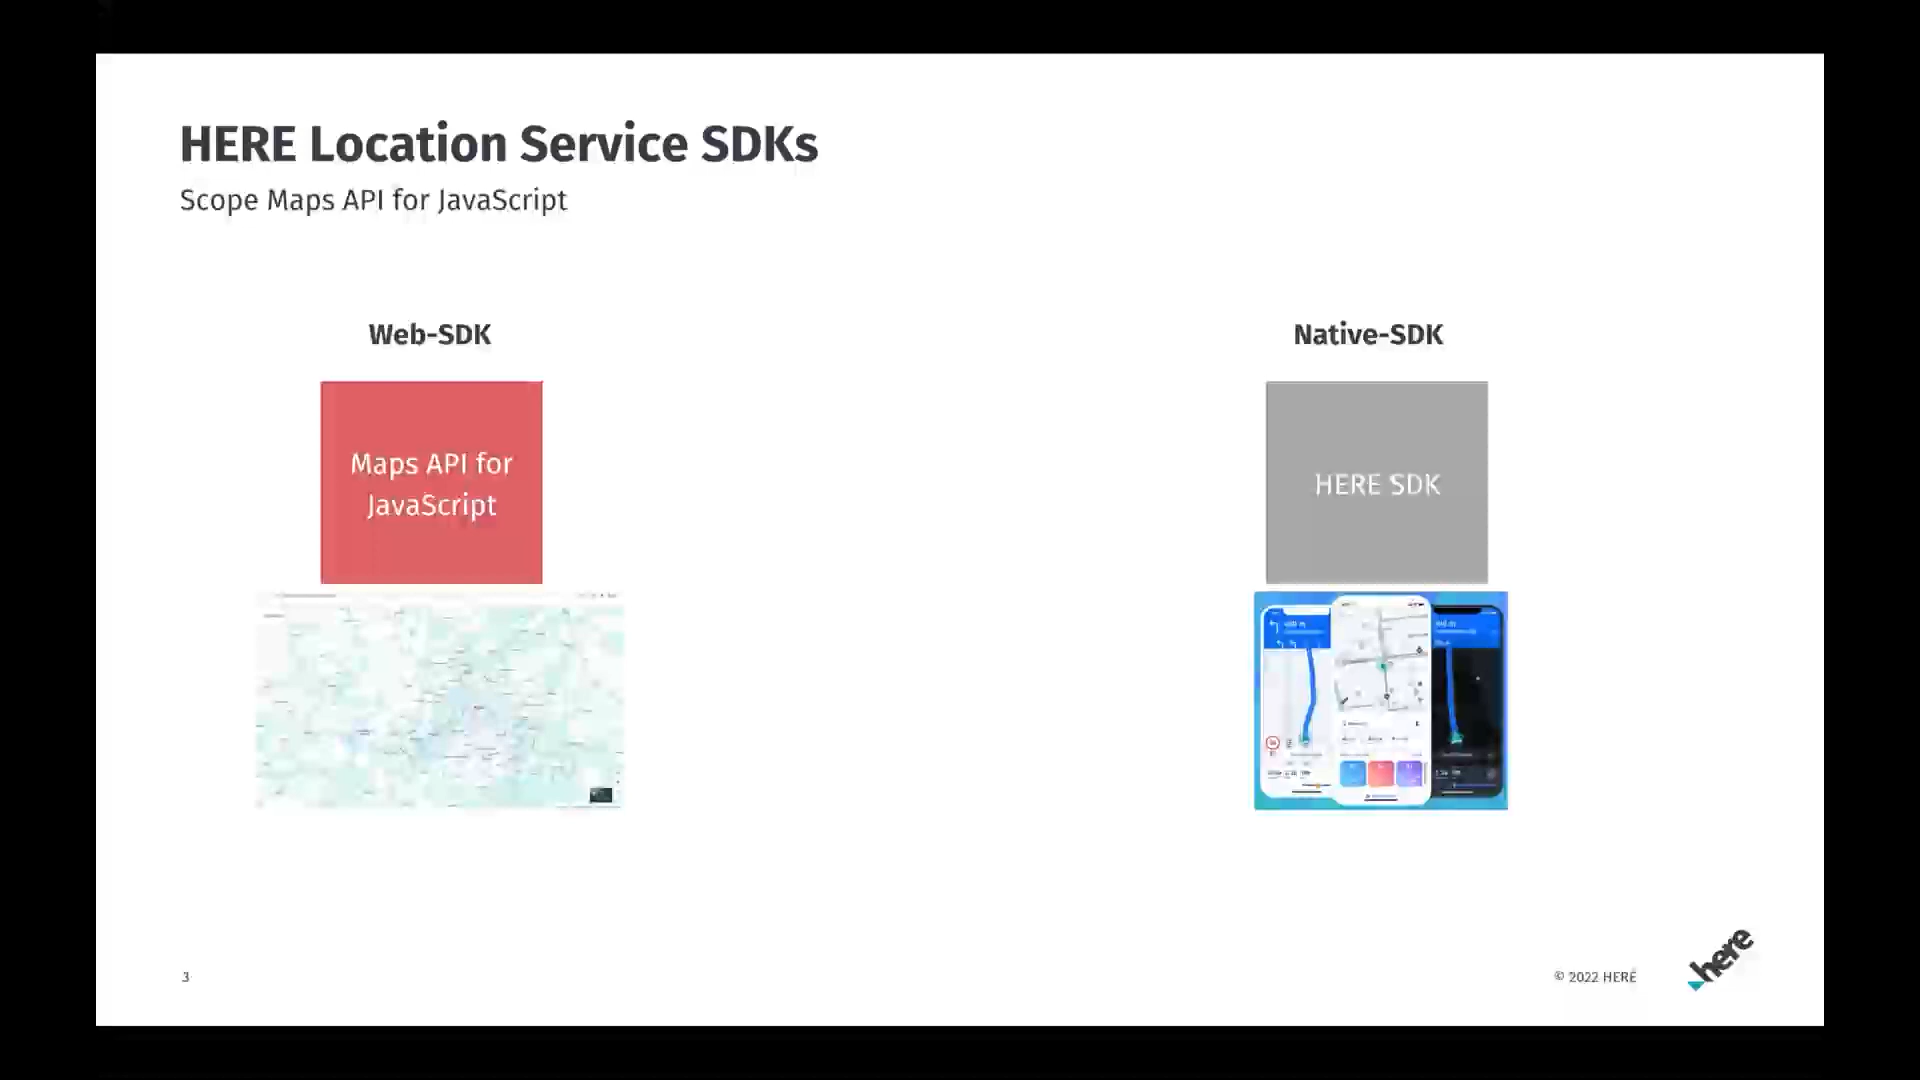 HERE Location Service SDKs
Scope Maps API for JavaScript
Web-SDK
Native-SDK
Maps API for
JavaScript
HERE SDK
3
© 2022 HERE
here